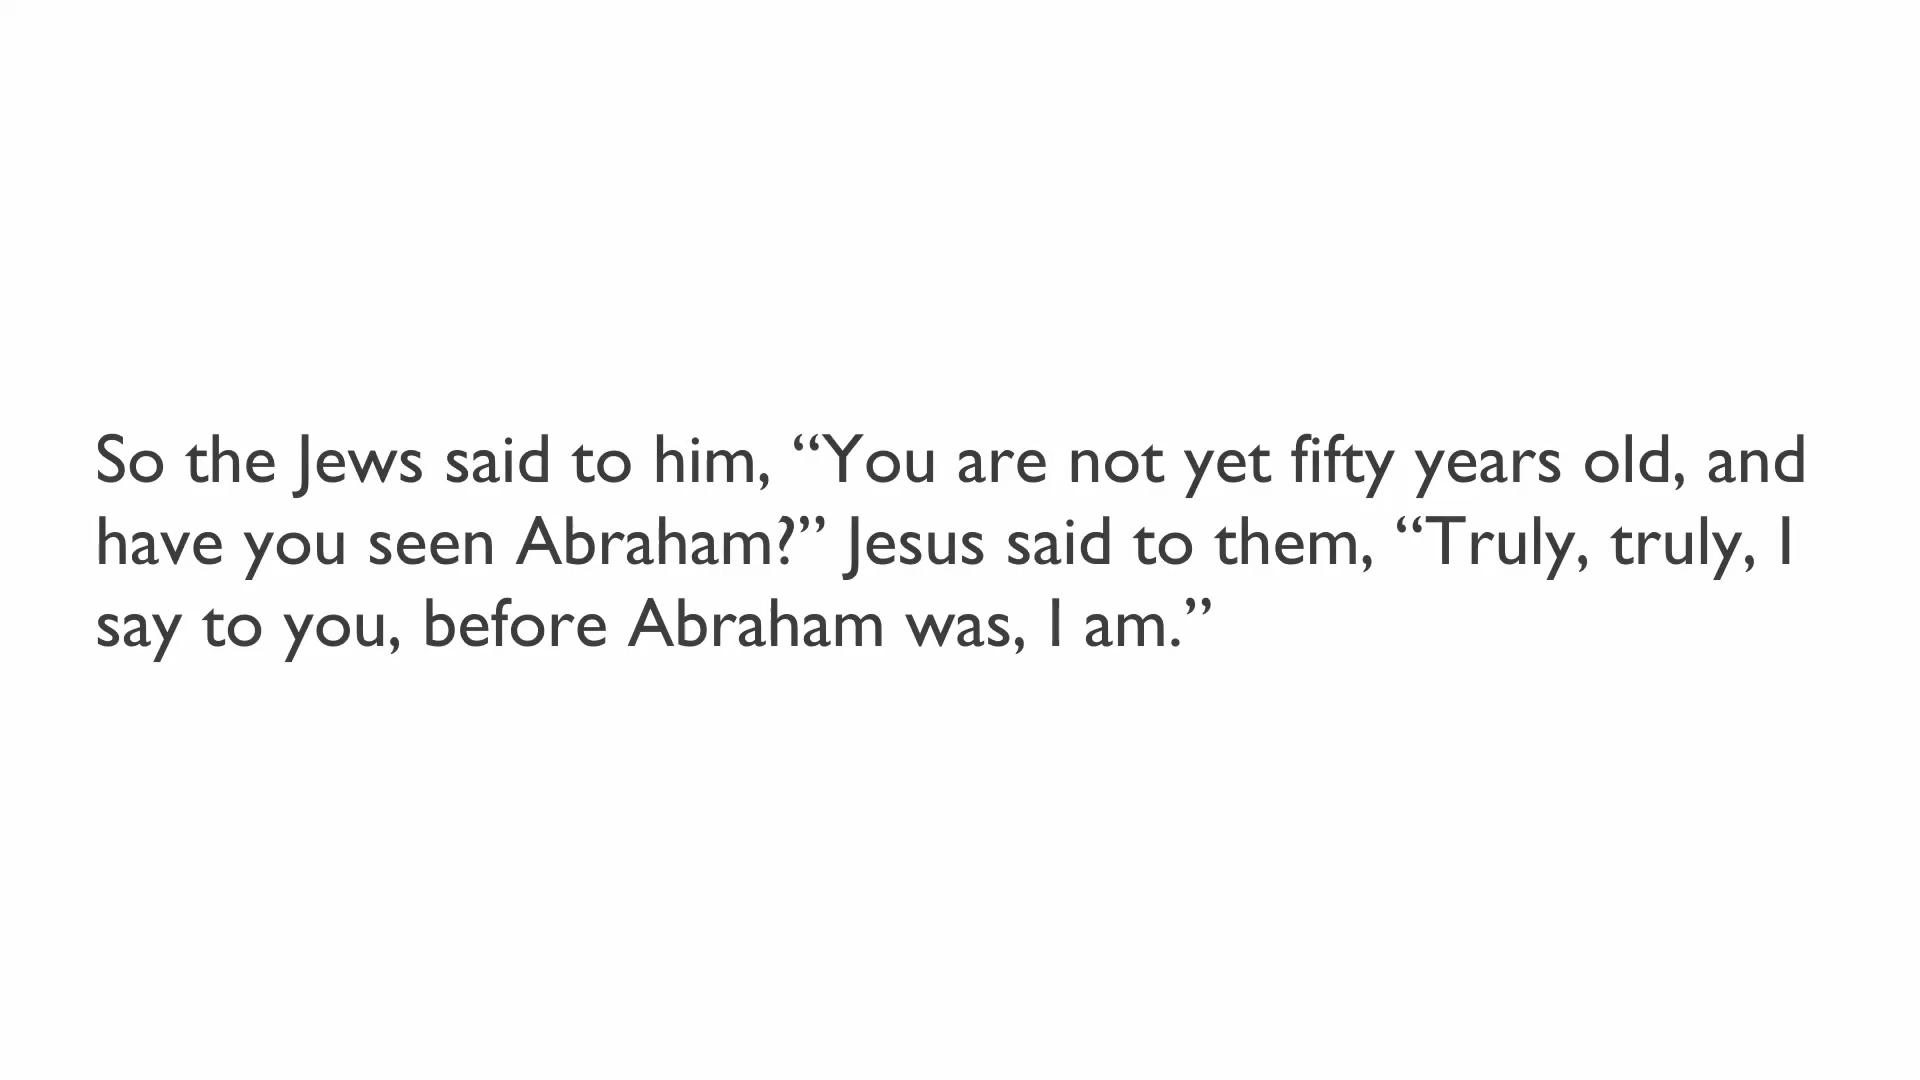 So the Jews said to him, “You are not yet fifty years old, and
have you seen Abraham?” Jesus said to them, “Truly, truly, I
say to you, before Abraham was, I am.”